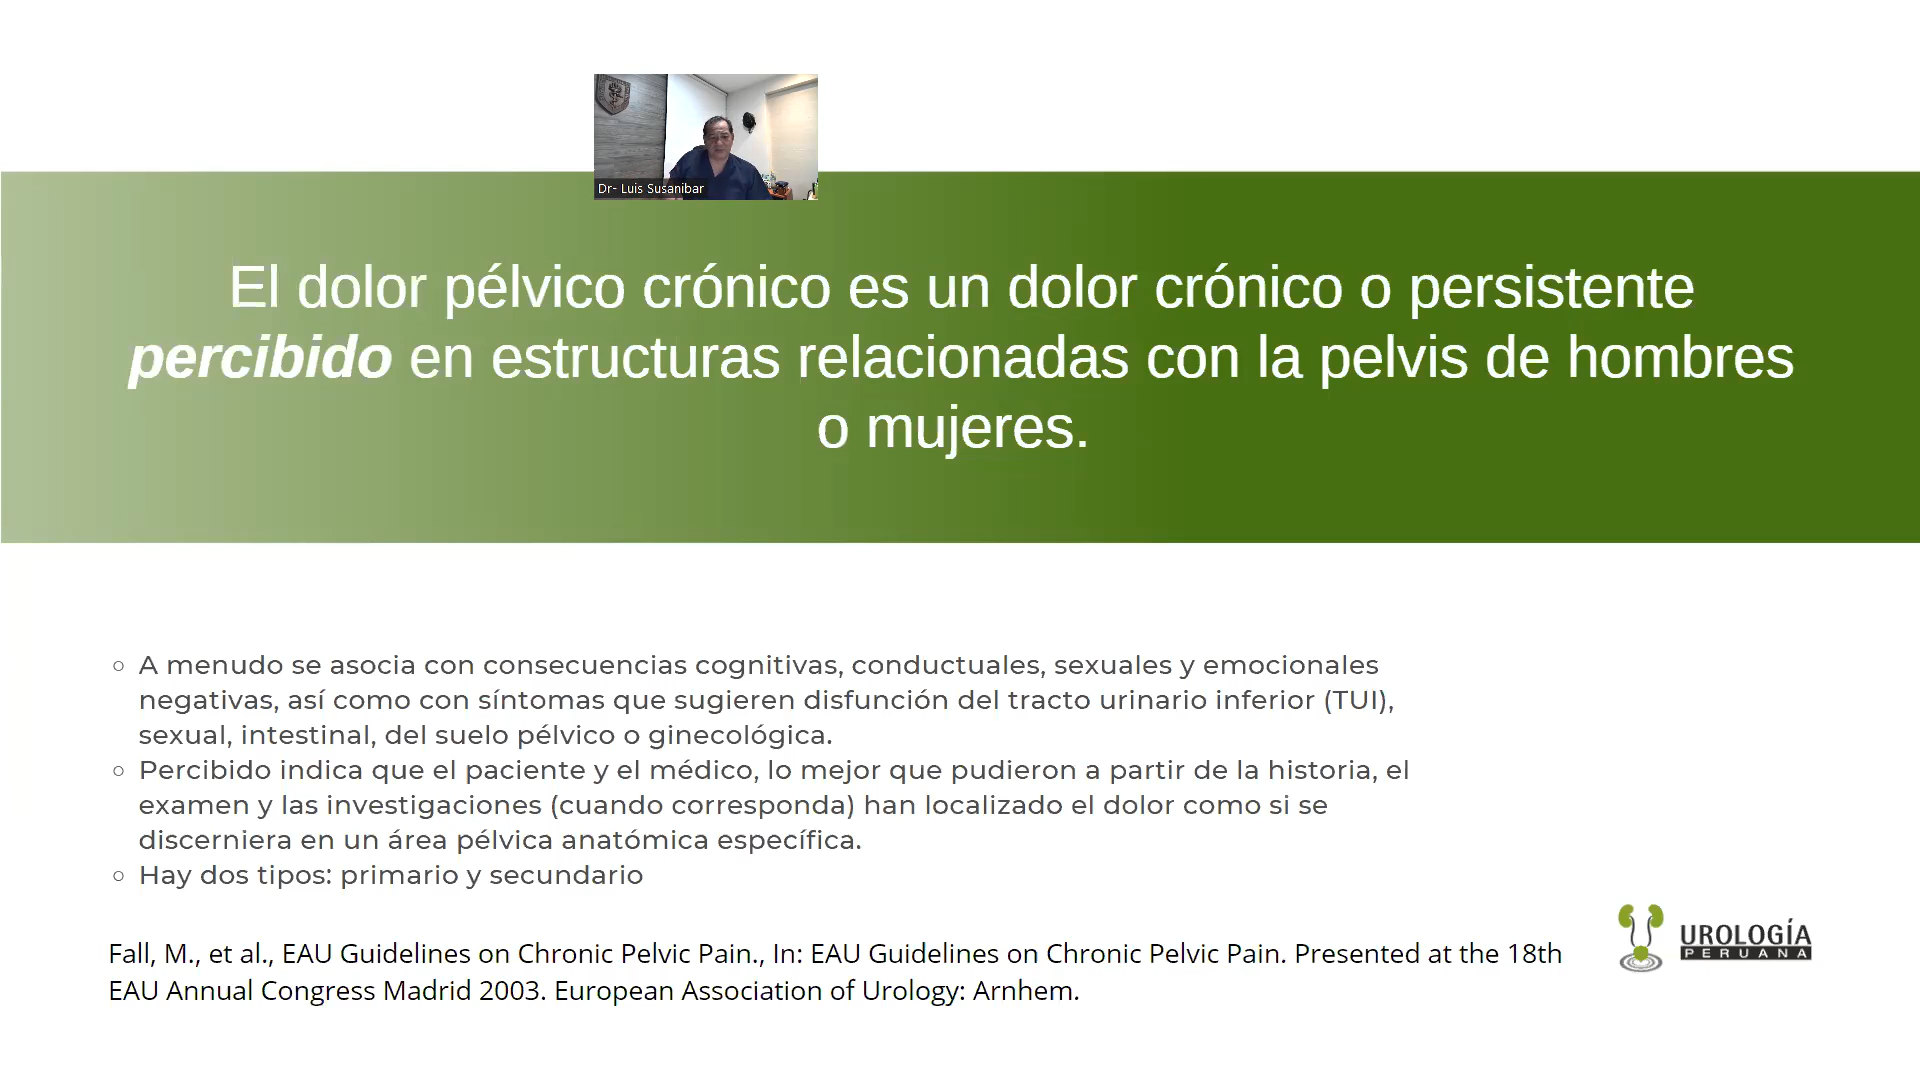 Dr- Luis Susanibar
El dolor pélvico crónico es un dolor crónico o persistente
percibido en estructuras relacionadas con la pelvis de hombres
o mujeres.
A menudo se asocia con consecuencias cognitivas, conductuales, sexuales y emocionales
negativas, así como con síntomas que sugieren disfunción del tracto urinario inferior (TUI),
sexual, intestinal, del suelo pélvico o ginecológica.
Percibido indica que el paciente y el médico, lo mejor que pudieron a partir de la historia, el
examen y las investigaciones (cuando corresponda) han localizado el dolor como si se
discerniera en un área pélvica anatómica específica.
Hay dos tipos: primario y secundario
Fall, M., et al., EAU Guidelines on Chronic Pelvic Pain., In: EAU Guidelines on Chronic Pelvic Pain. Presented at the 18th
EAU Annual Congress Madrid 2003. European Association of Urology: Arnhem.
UROLOGÍA
PERUANA